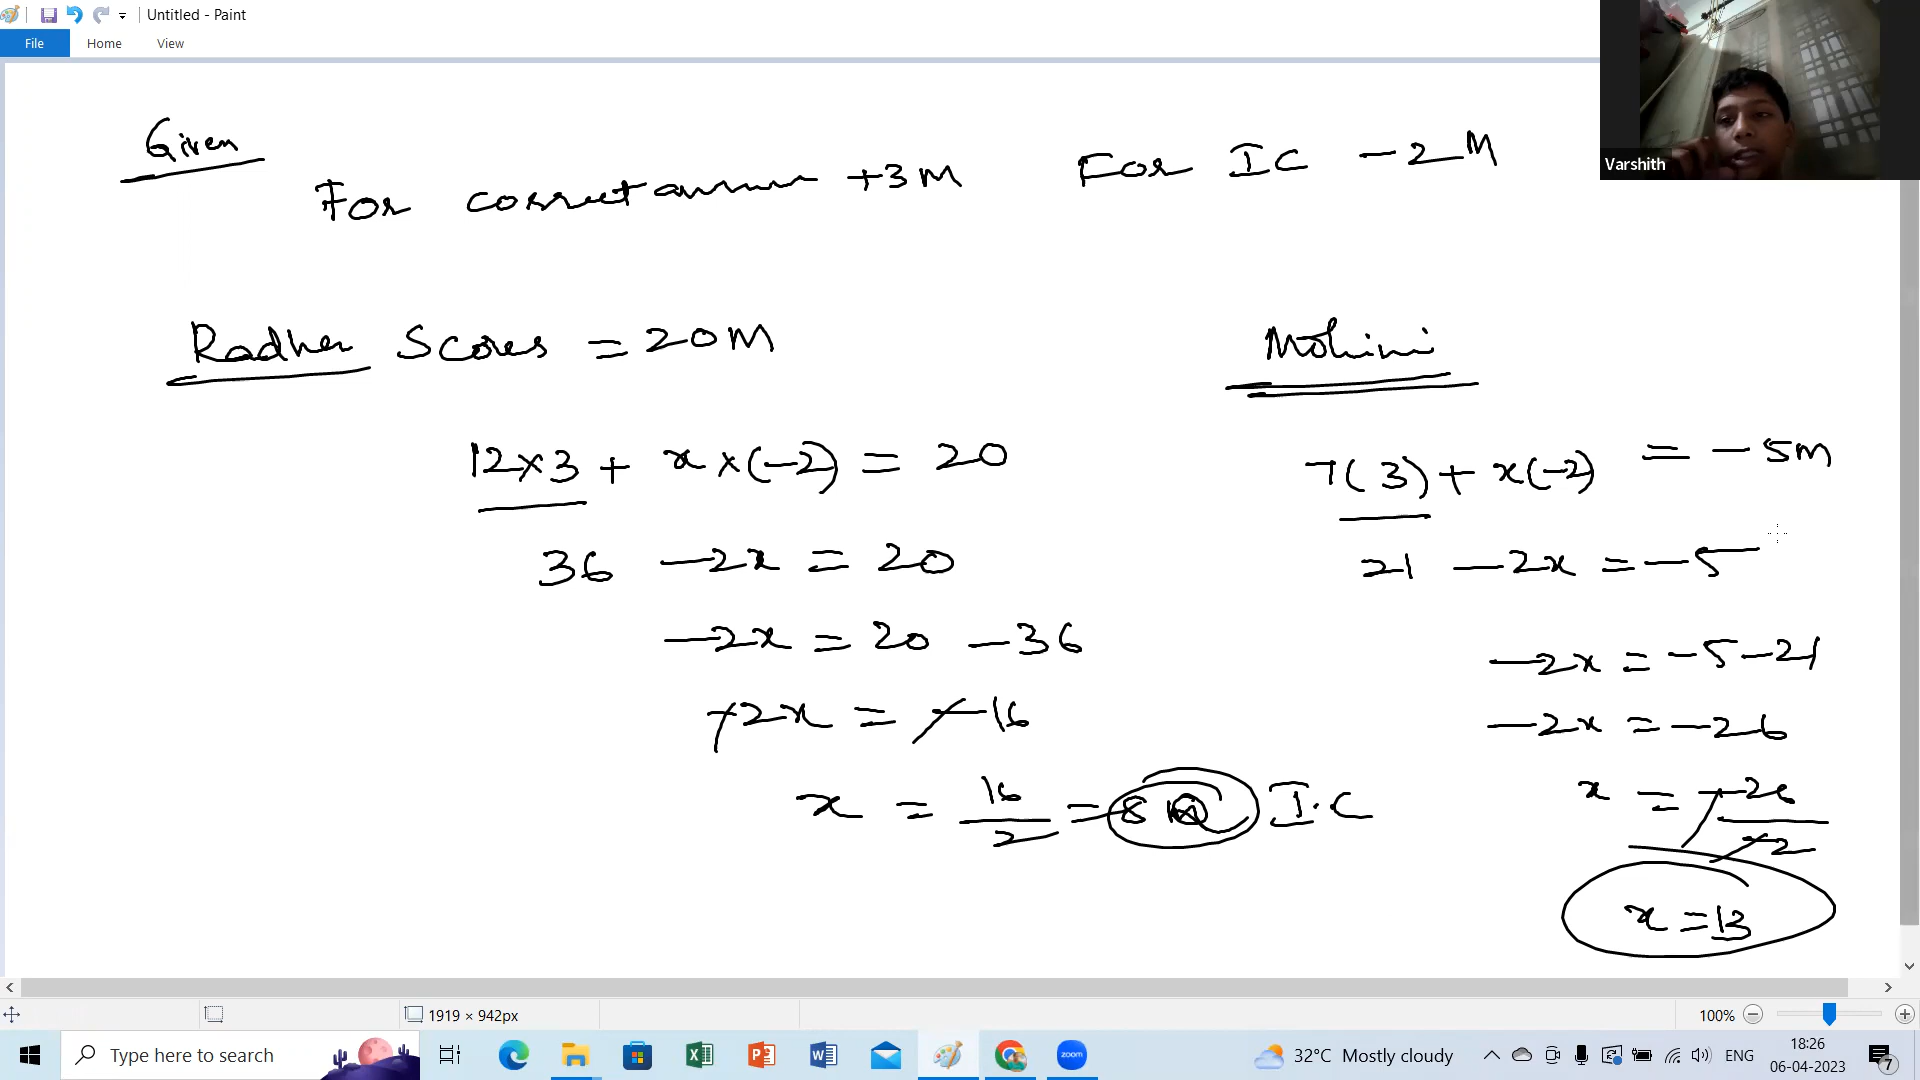 Untitled - Paint
File Home View
Varshith
Given
For correct +3M For IC -2M
Radher Scores = 20M
Mohini
12×3 + x×(-2) = 20
7(3)+x(-2) = -5M
36 -2x = 20
21 -2x = -5
-2x = 20 -36
-2x = -5-21
-2x = -16
-2x = -26
x = 16/2 = 8 I.C
x = -26/-2
x = 13
1919 × 942px
100%
Type here to search
zoom
32°C Mostly cloudy
ENG
18:26
06-04-2023
7